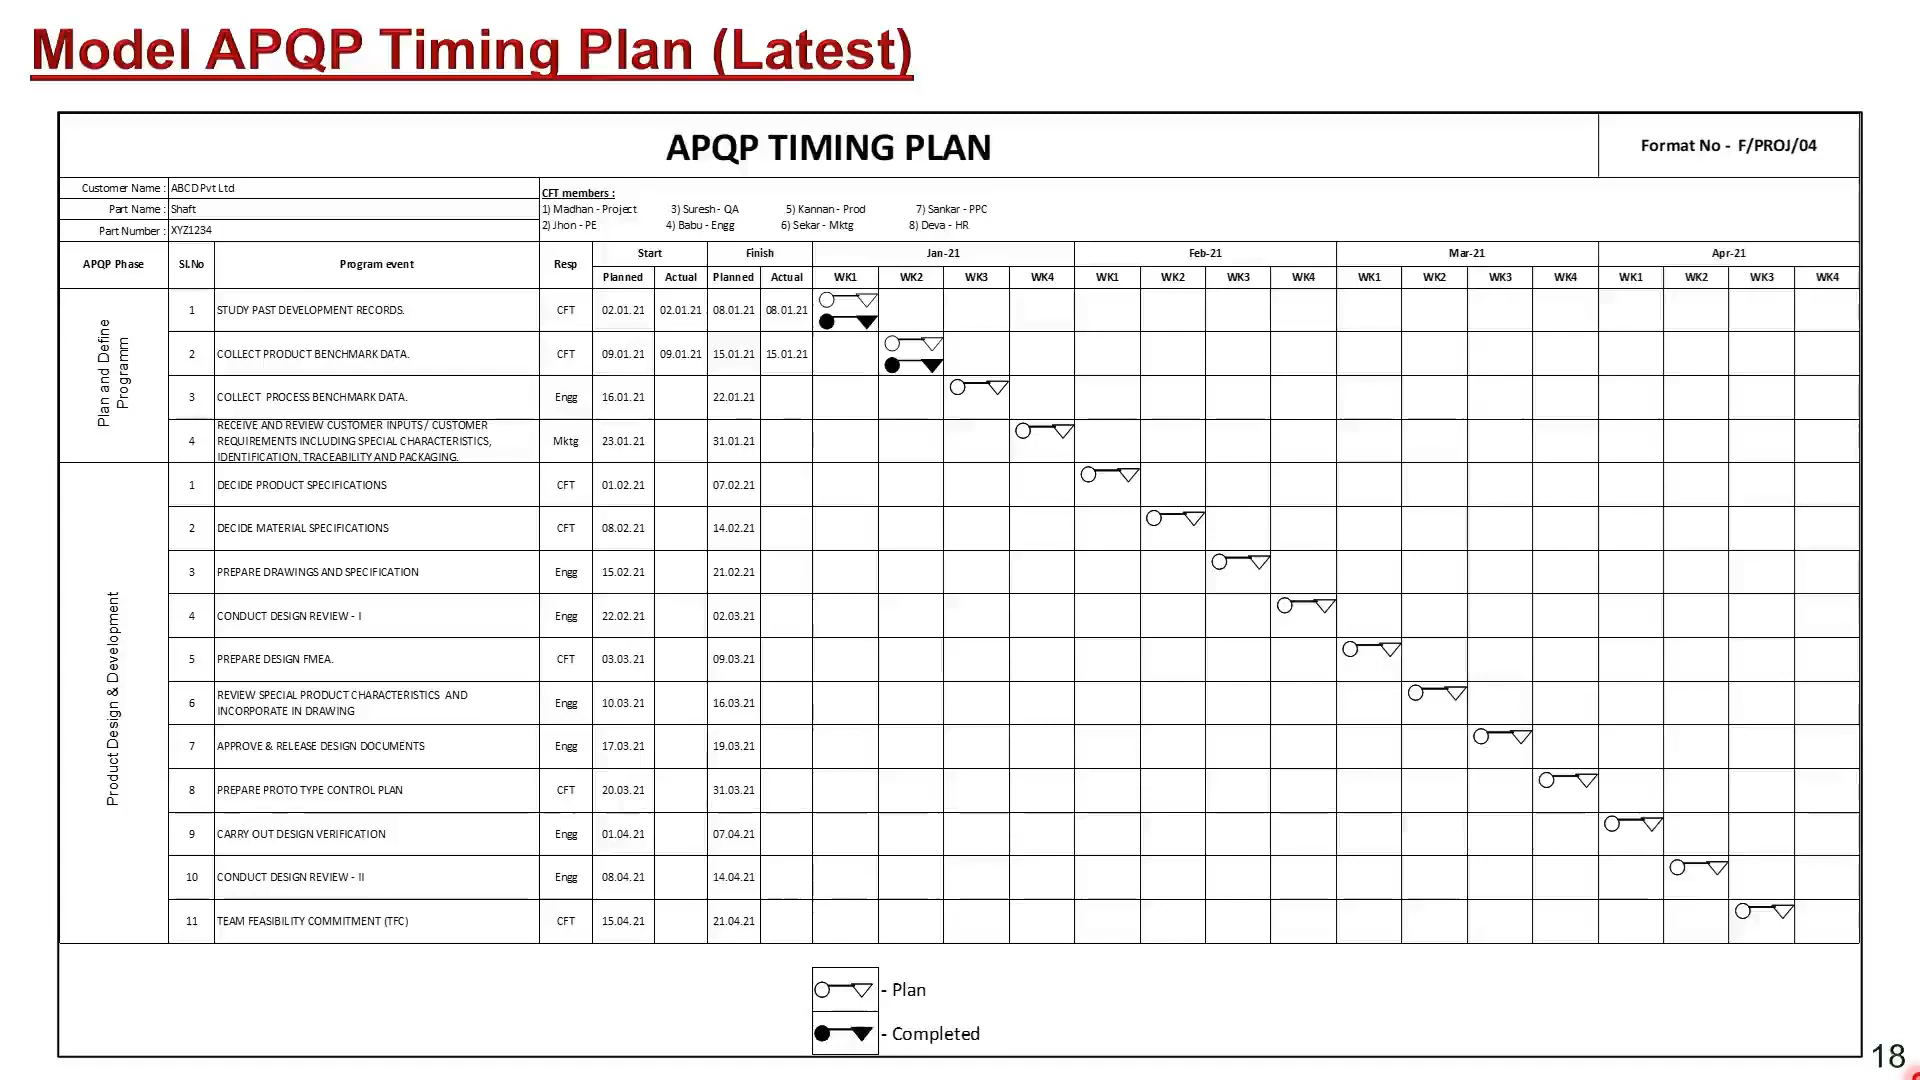 Model APQP Timing Plan (Latest)
APQP TIMING PLAN
Format No - F/PROJ/04
Customer Name : ABCD Pvt Ltd
Part Name : Shaft
Part Number : XYZ1234
CFT members :
1) Madhan - Project 3) Suresh - QA 5) Kannan - Prod 7) Sankar - PPC
2) Jhon - PE 4) Babu - Engg 6) Sekar - Mktg 8) Deva - HR
APQP Phase Sl.No Program event Resp Start Finish Jan-21 Feb-21 Mar-21 Apr-21
Planned Actual Planned Actual WK1 WK2 WK3 WK4 WK1 WK2 WK3 WK4 WK1 WK2 WK3 WK4 WK1 WK2 WK3 WK4
Plan and Define
Programm
1 STUDY PAST DEVELOPMENT RECORDS. CFT 02.01.21 02.01.21 08.01.21 08.01.21
2 COLLECT PRODUCT BENCHMARK DATA. CFT 09.01.21 09.01.21 15.01.21 15.01.21
3 COLLECT PROCESS BENCHMARK DATA. Engg 16.01.21 22.01.21
RECEIVE AND REVIEW CUSTOMER INPUTS / CUSTOMER
4 REQUIREMENTS INCLUDING SPECIAL CHARACTERISTICS, Mktg 23.01.21 31.01.21
IDENTIFICATION, TRACEABILITY AND PACKAGING.
Product Design & Development
1 DECIDE PRODUCT SPECIFICATIONS CFT 01.02.21 07.02.21
2 DECIDE MATERIAL SPECIFICATIONS CFT 08.02.21 14.02.21
3 PREPARE DRAWINGS AND SPECIFICATION Engg 15.02.21 21.02.21
4 CONDUCT DESIGN REVIEW - I Engg 22.02.21 02.03.21
5 PREPARE DESIGN FMEA. CFT 03.03.21 09.03.21
6 REVIEW SPECIAL PRODUCT CHARACTERISTICS AND
INCORPORATE IN DRAWING Engg 10.03.21 16.03.21
7 APPROVE & RELEASE DESIGN DOCUMENTS Engg 17.03.21 19.03.21
8 PREPARE PROTO TYPE CONTROL PLAN CFT 20.03.21 31.03.21
9 CARRY OUT DESIGN VERIFICATION Engg 01.04.21 07.04.21
10 CONDUCT DESIGN REVIEW - II Engg 08.04.21 14.04.21
11 TEAM FEASIBILITY COMMITMENT (TFC) CFT 15.04.21 21.04.21
- Plan
- Completed
18